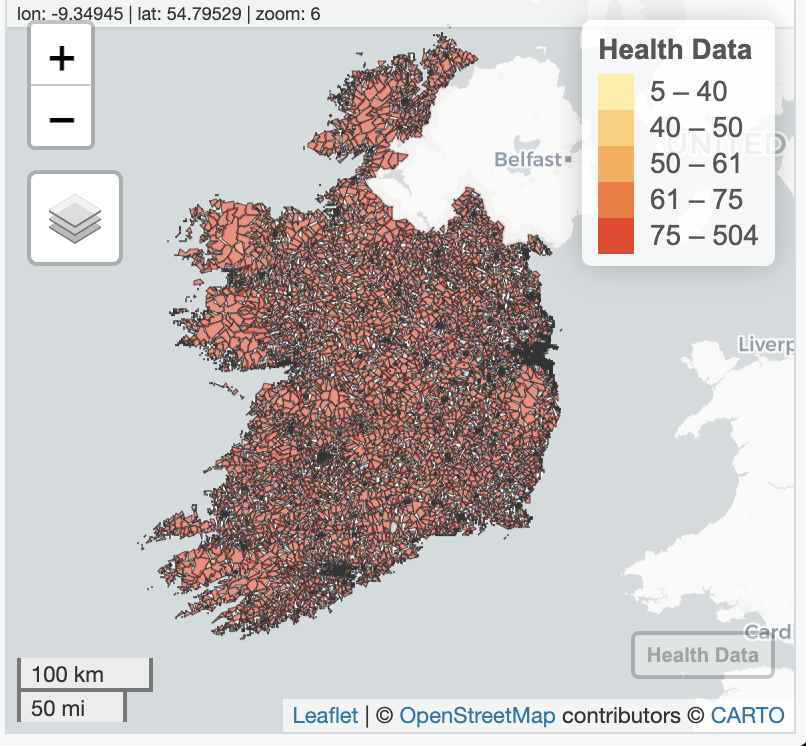 lon: -9.34945 | lat: 54.79529 | zoom: 6
+
−
Health Data
5 – 40
40 – 50
50 – 61
61 – 75
75 – 504
UNITED
Belfast
Liverp
Card
Health Data
100 km
50 mi
Leaflet | © OpenStreetMap contributors © CARTO